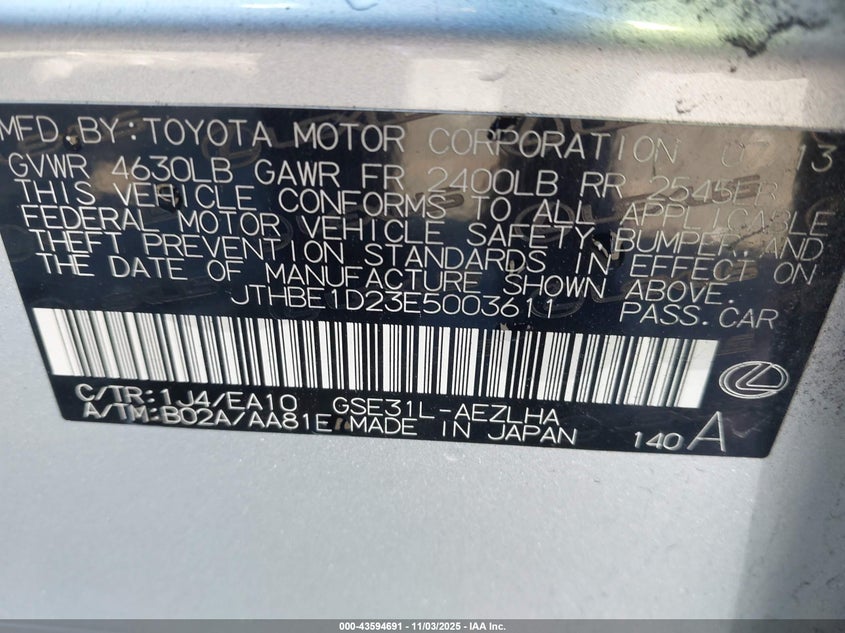 MFD. BY: TOYOTA MOTOR CORPORATION 07/13
GVWR 4630LB GAWR FR 2400LB RR 2545LB
THIS VEHICLE CONFORMS TO ALL APPLICABLE
FEDERAL MOTOR VEHICLE SAFETY, BUMPER, AND
THEFT PREVENTION STANDARDS IN EFFECT ON
THE DATE OF MANUFACTURE SHOWN ABOVE.
JTHBE1D23E5003611 PASS. CAR
C/TR: 1J4/EA10 GSE31L-AEZLHA
A/TM: B02A/AA81E MADE IN JAPAN 140 A
000-43594691 - 11/03/2025 - IAA Inc.